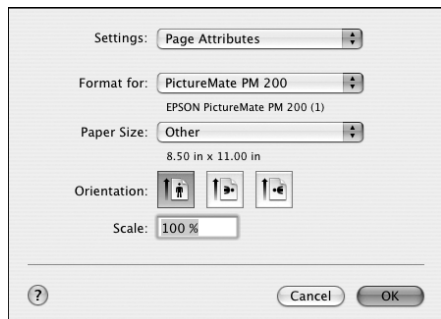 Settings: Page Attributes
Format for: PictureMate PM 200
EPSON PictureMate PM 200 (1)
Paper Size: Other
8.50 in x 11.00 in
Orientation:
Scale: 100 %
? Cancel OK